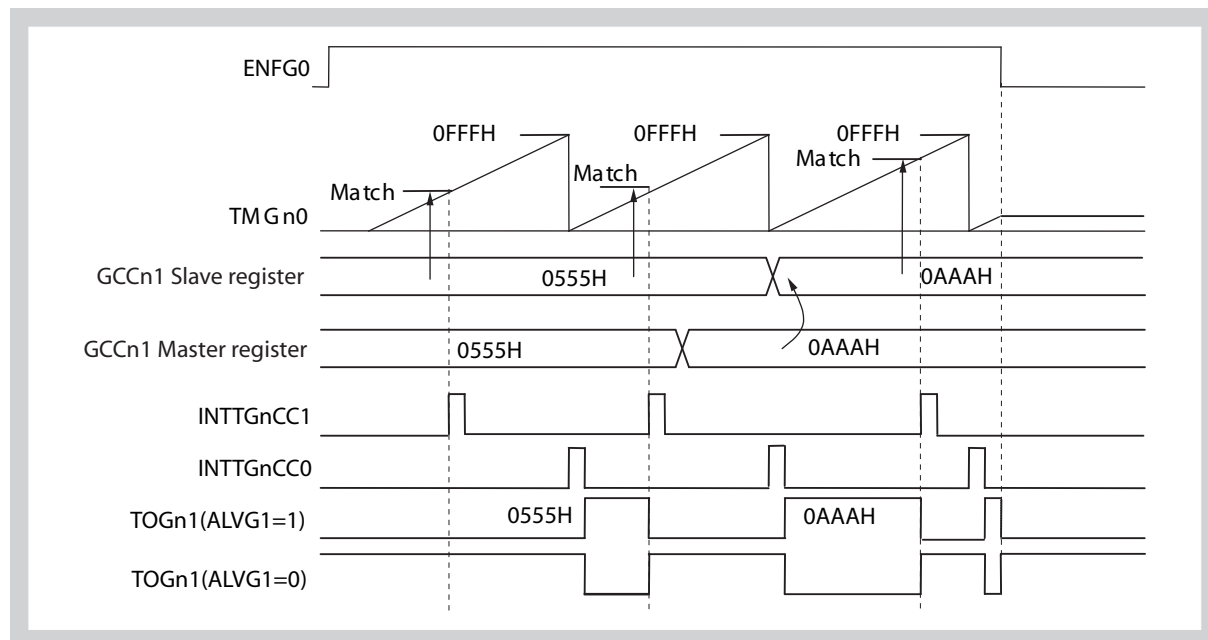 ENFG0
0FFFH 0FFFH 0FFFH
Match Match Match
TMGn0
GCCn1 Slave register 0555H 0AAAH
GCCn1 Master register 0555H 0AAAH
INTTGnCC1
INTTGnCC0
TOGn1(ALVG1=1) 0555H 0AAAH
TOGn1(ALVG1=0)